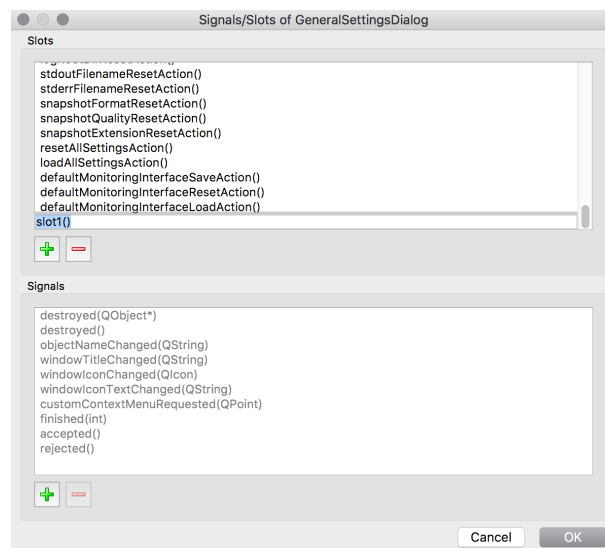 Signals/Slots of GeneralSettingsDialog
Slots
stdoutFilenameResetAction()
stderrFilenameResetAction()
snapshotFormatResetAction()
snapshotQualityResetAction()
snapshotExtensionResetAction()
resetAllSettingsAction()
loadAllSettingsAction()
defaultMonitoringInterfaceSaveAction()
defaultMonitoringInterfaceResetAction()
defaultMonitoringInterfaceLoadAction()
slot1()
Signals
destroyed(QObject*)
destroyed()
objectNameChanged(QString)
windowTitleChanged(QString)
windowIconChanged(QIcon)
windowIconTextChanged(QString)
customContextMenuRequested(QPoint)
finished(int)
accepted()
rejected()
Cancel
OK